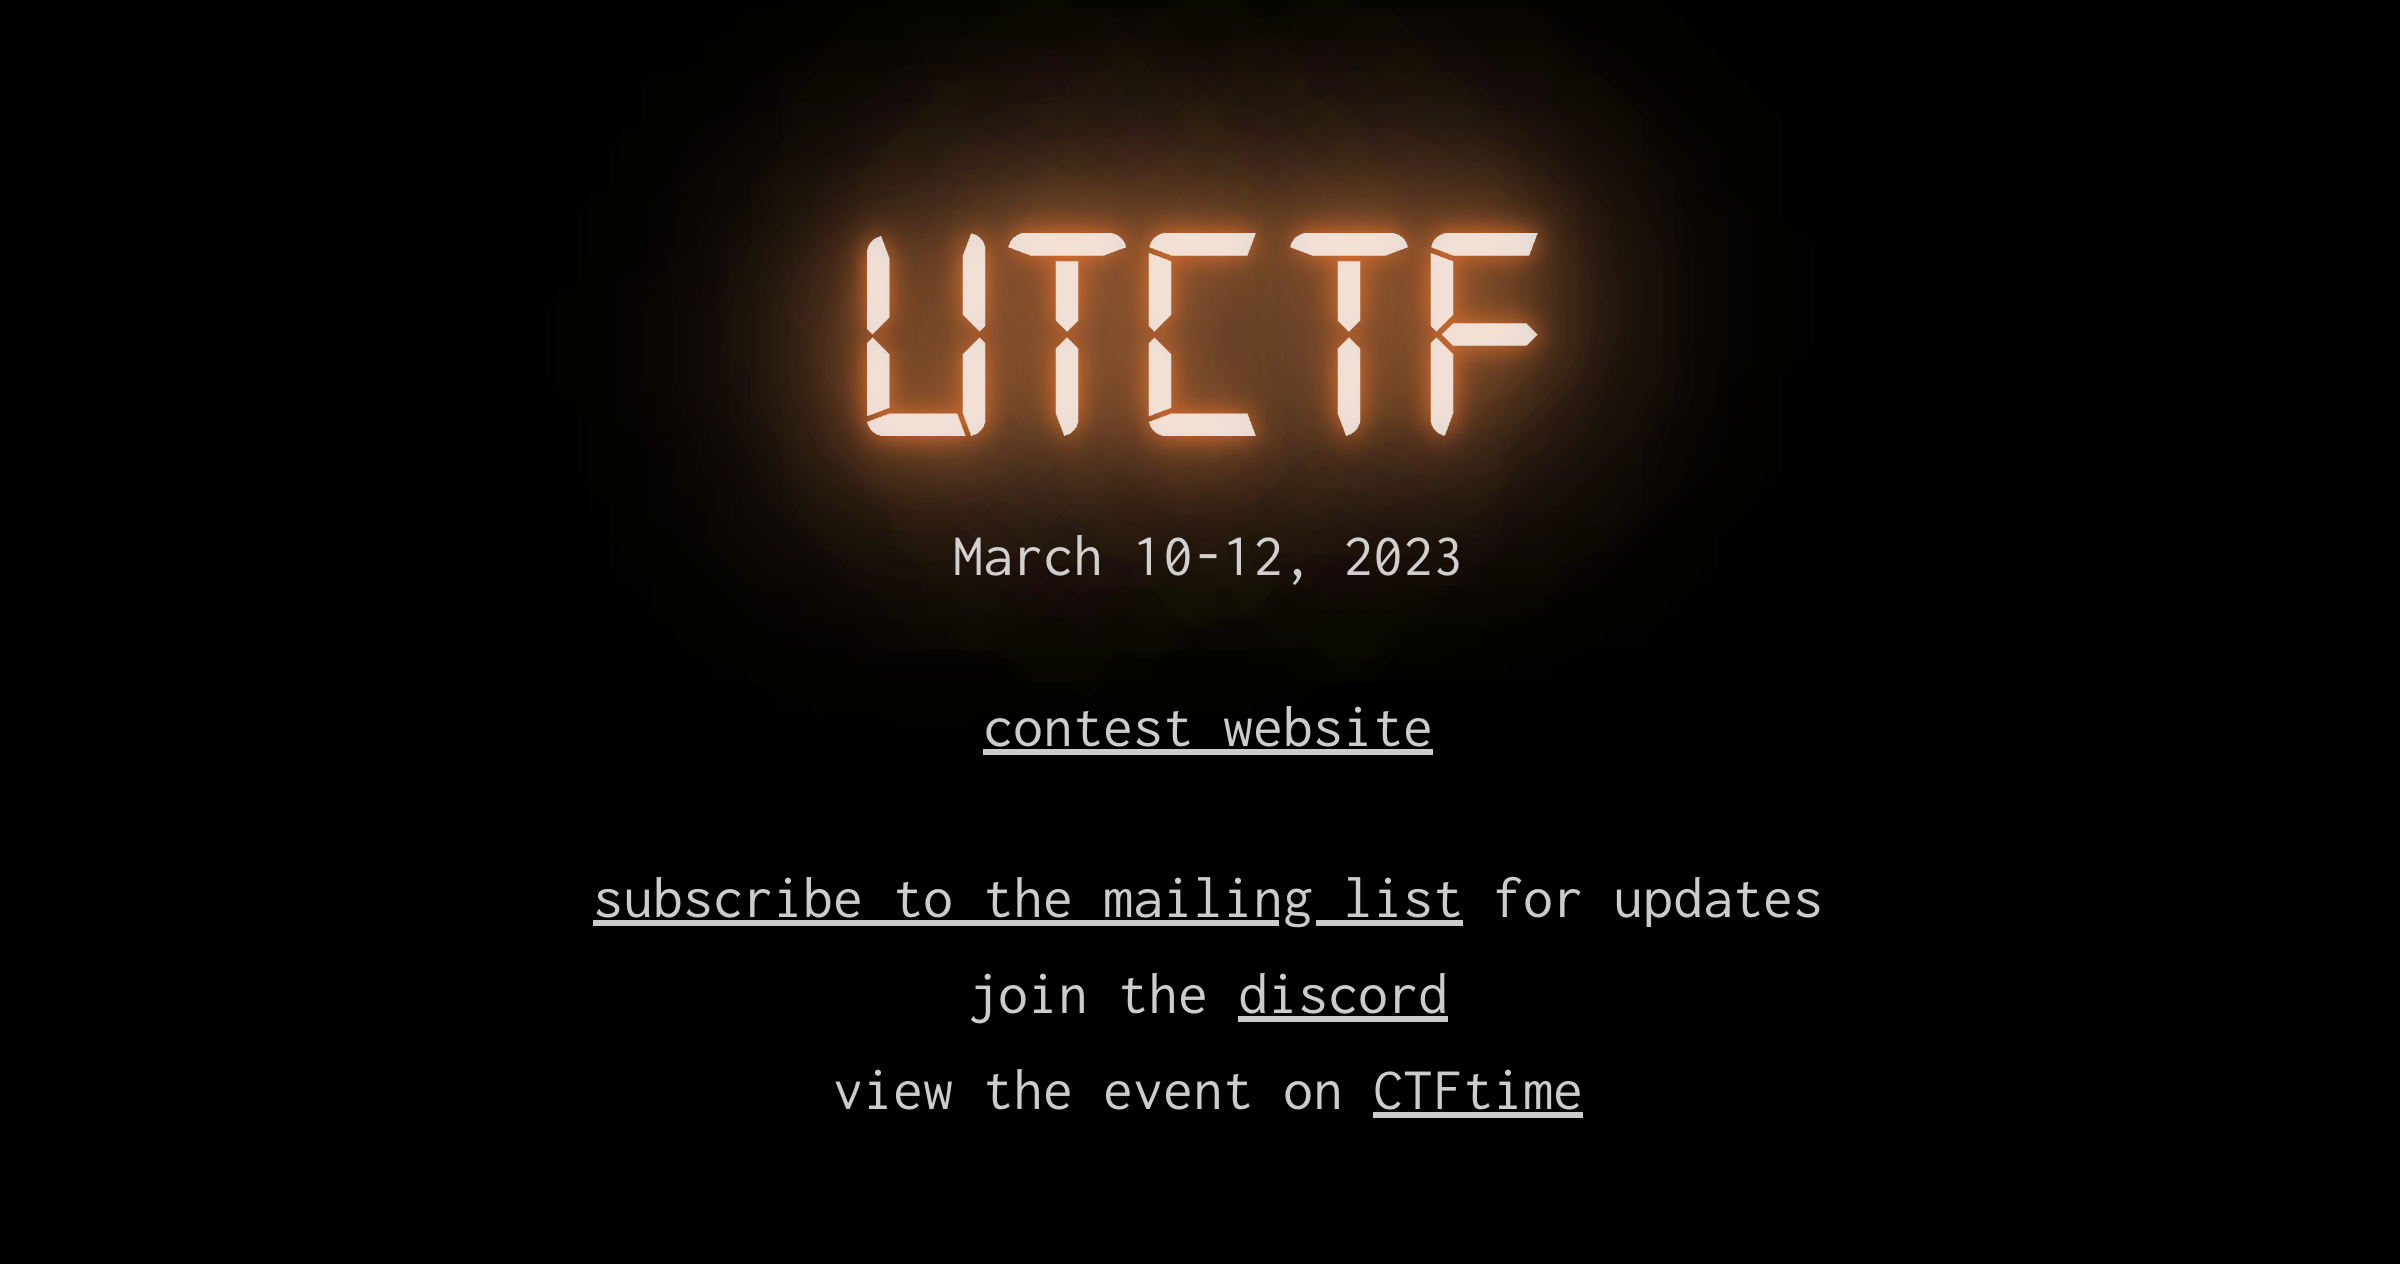 UTCTF
March 10-12, 2023
contest website
subscribe to the mailing list for updates
join the discord
view the event on CTFtime